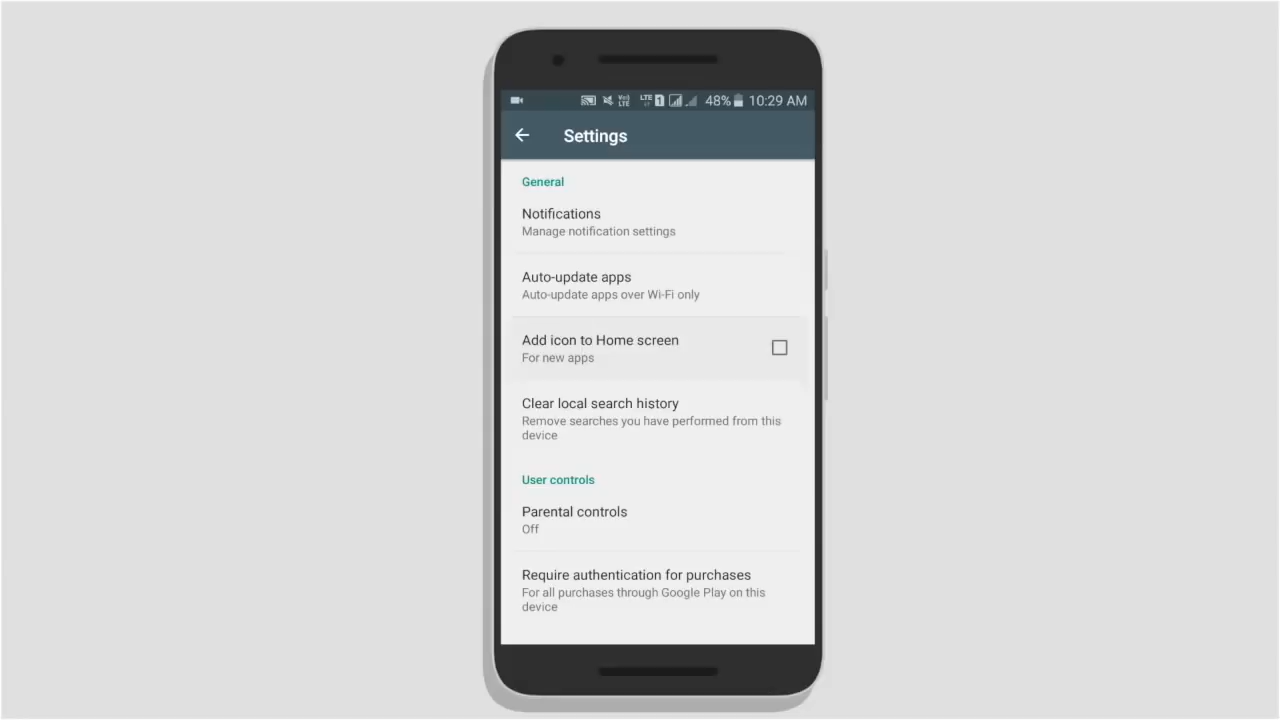 48% 10:29 AM
Settings
General
Notifications
Manage notification settings
Auto-update apps
Auto-update apps over Wi-Fi only
Add icon to Home screen
For new apps
Clear local search history
Remove searches you have performed from this
device
User controls
Parental controls
Off
Require authentication for purchases
For all purchases through Google Play on this
device